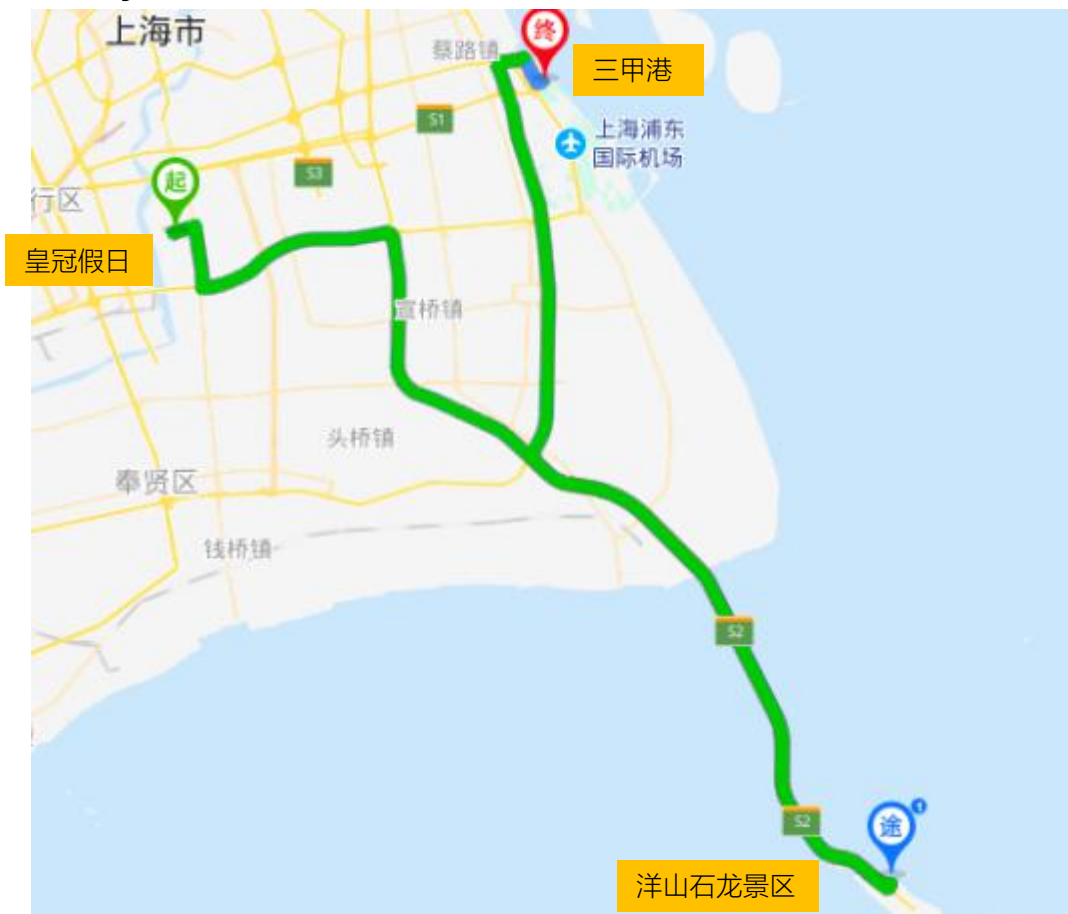 上海市
蔡路镇
终
三甲港
S1
上海浦东
国际机场
S3
起
行区
皇冠假日
宣桥镇
头桥镇
奉贤区
钱桥镇
S2
S2
1
途
洋山石龙景区